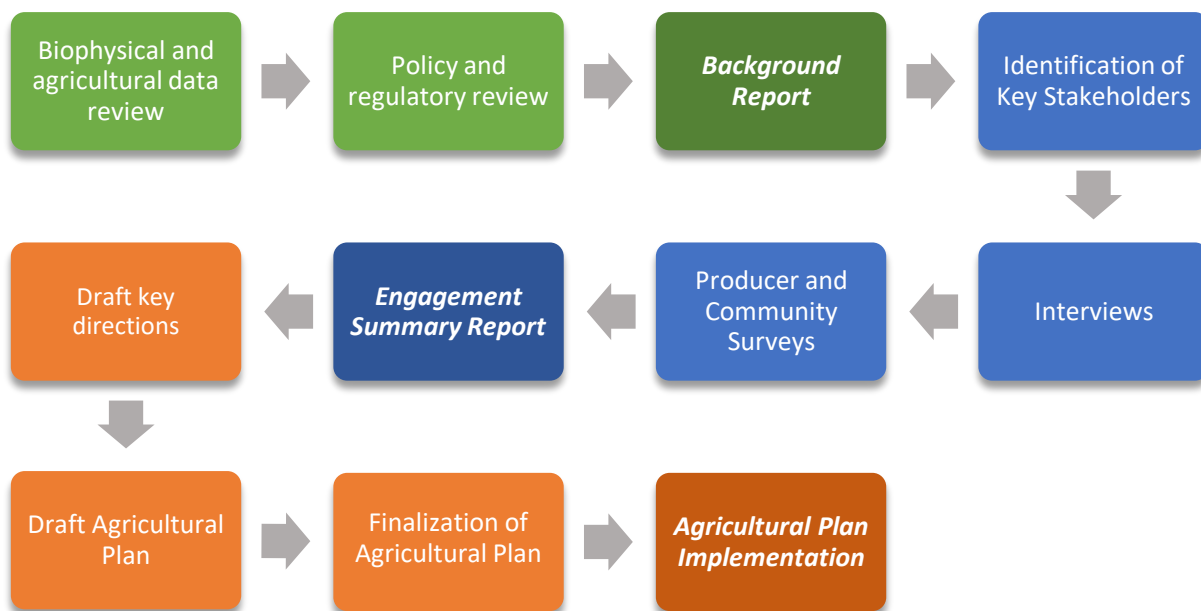 Biophysical and
agricultural data
review
Policy and
regulatory review
Background
Report
Identification of
Key Stakeholders
Interviews
Producer and
Community
Surveys
Engagement
Summary Report
Draft key
directions
Draft Agricultural
Plan
Finalization of
Agricultural Plan
Agricultural Plan
Implementation